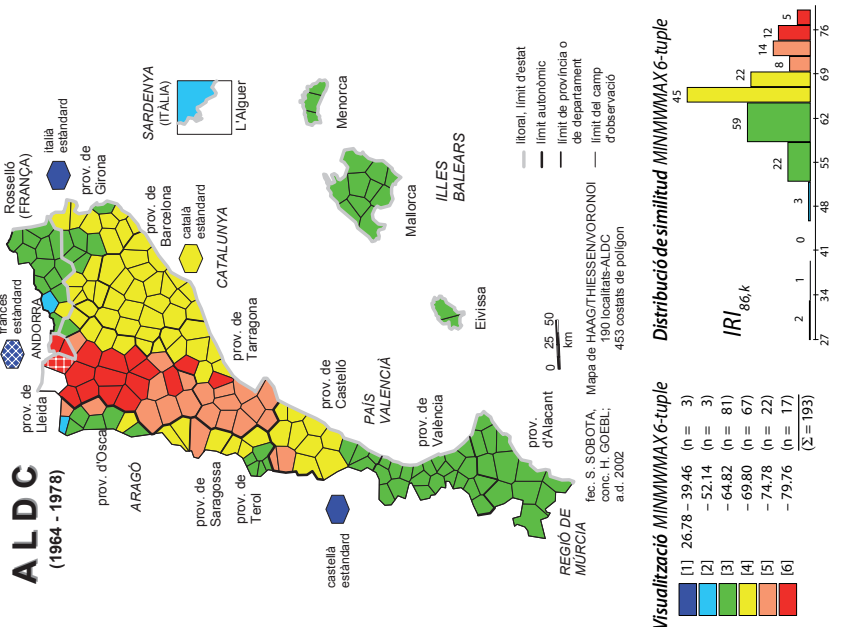 ALDC
(1964 - 1978)
francès
estàndard
ANDORRA
Rosselló
(FRANÇA)
italià
estàndard
prov. de
Girona
prov. de
Lleida
prov. de
Barcelona
català
estàndard
CATALUNYA
SARDENYA
(ITÀLIA)
L'Alguer
prov. d'Osca
ARAGÓ
prov. de
Saragossa
prov. de
Terol
prov. de
Tarragona
prov. de
Castelló
PAÍS
VALENCIÀ
castellà
estàndard
prov. de
València
prov.
d'Alacant
REGIÓ DE
MÚRCIA
Menorca
Mallorca
ILLES
BALEARS
Eivissa
0 25 50
km
litoral, límit d'estat
límit autonòmic
límit de província o
de departament
límit del camp
d'observació
fec. S. SOBOTA,
conc. H. GOEBL;
a.d. 2002
Mapa de HAAG/THIESSEN/VORONOI
190 localitats-ALDC
453 costats de polígon
Visualització MINMWMAX 6-tuple
[1] 26.78 – 39.46 (n = 3)
[2] – 52.14 (n = 3)
[3] – 64.82 (n = 81)
[4] – 69.80 (n = 67)
[5] – 74.78 (n = 22)
[6] – 79.76 (n = 17)
(Σ = 193)
Distribució de similitud MINMWMAX 6-tuple
IRI86,k
2 1 0 3 22 59 45 22 8 14 12 5
27 34 41 48 55 62 69 76